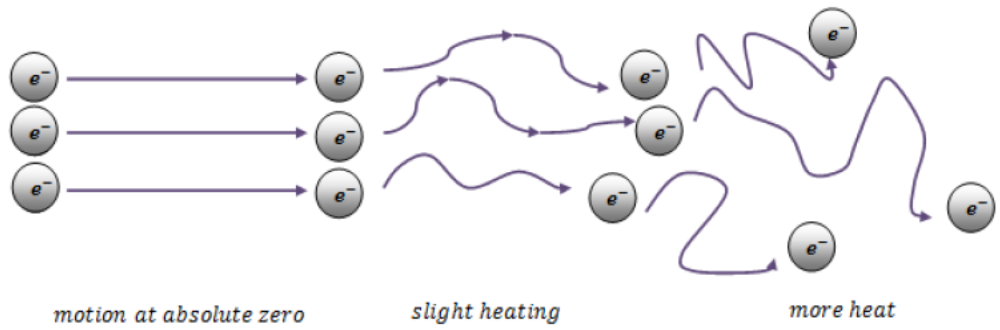 e⁻ e⁻ e⁻
e⁻ e⁻ e⁻
e⁻ e⁻ e⁻
e⁻ e⁻ e⁻
motion at absolute zero slight heating more heat